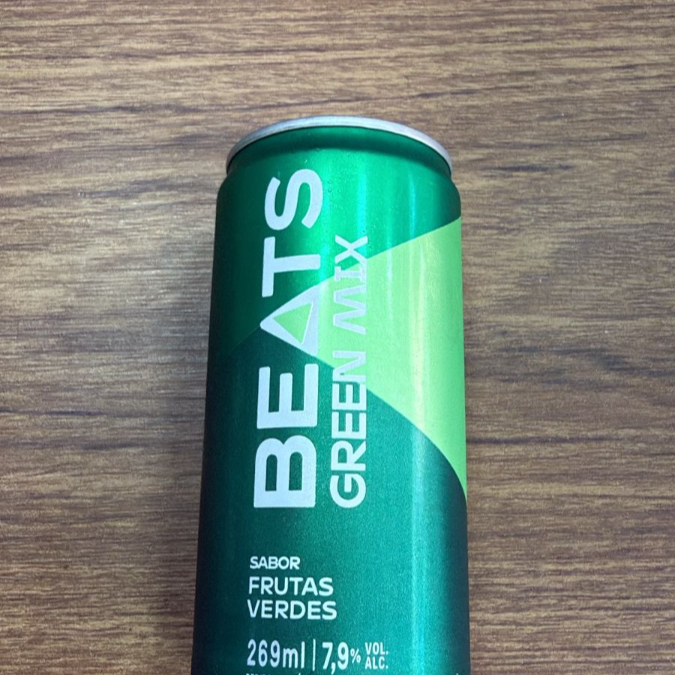 BEATS
GREEN MIX
SABOR
FRUTAS
VERDES
269ml | 7,9% VOL. ALC.